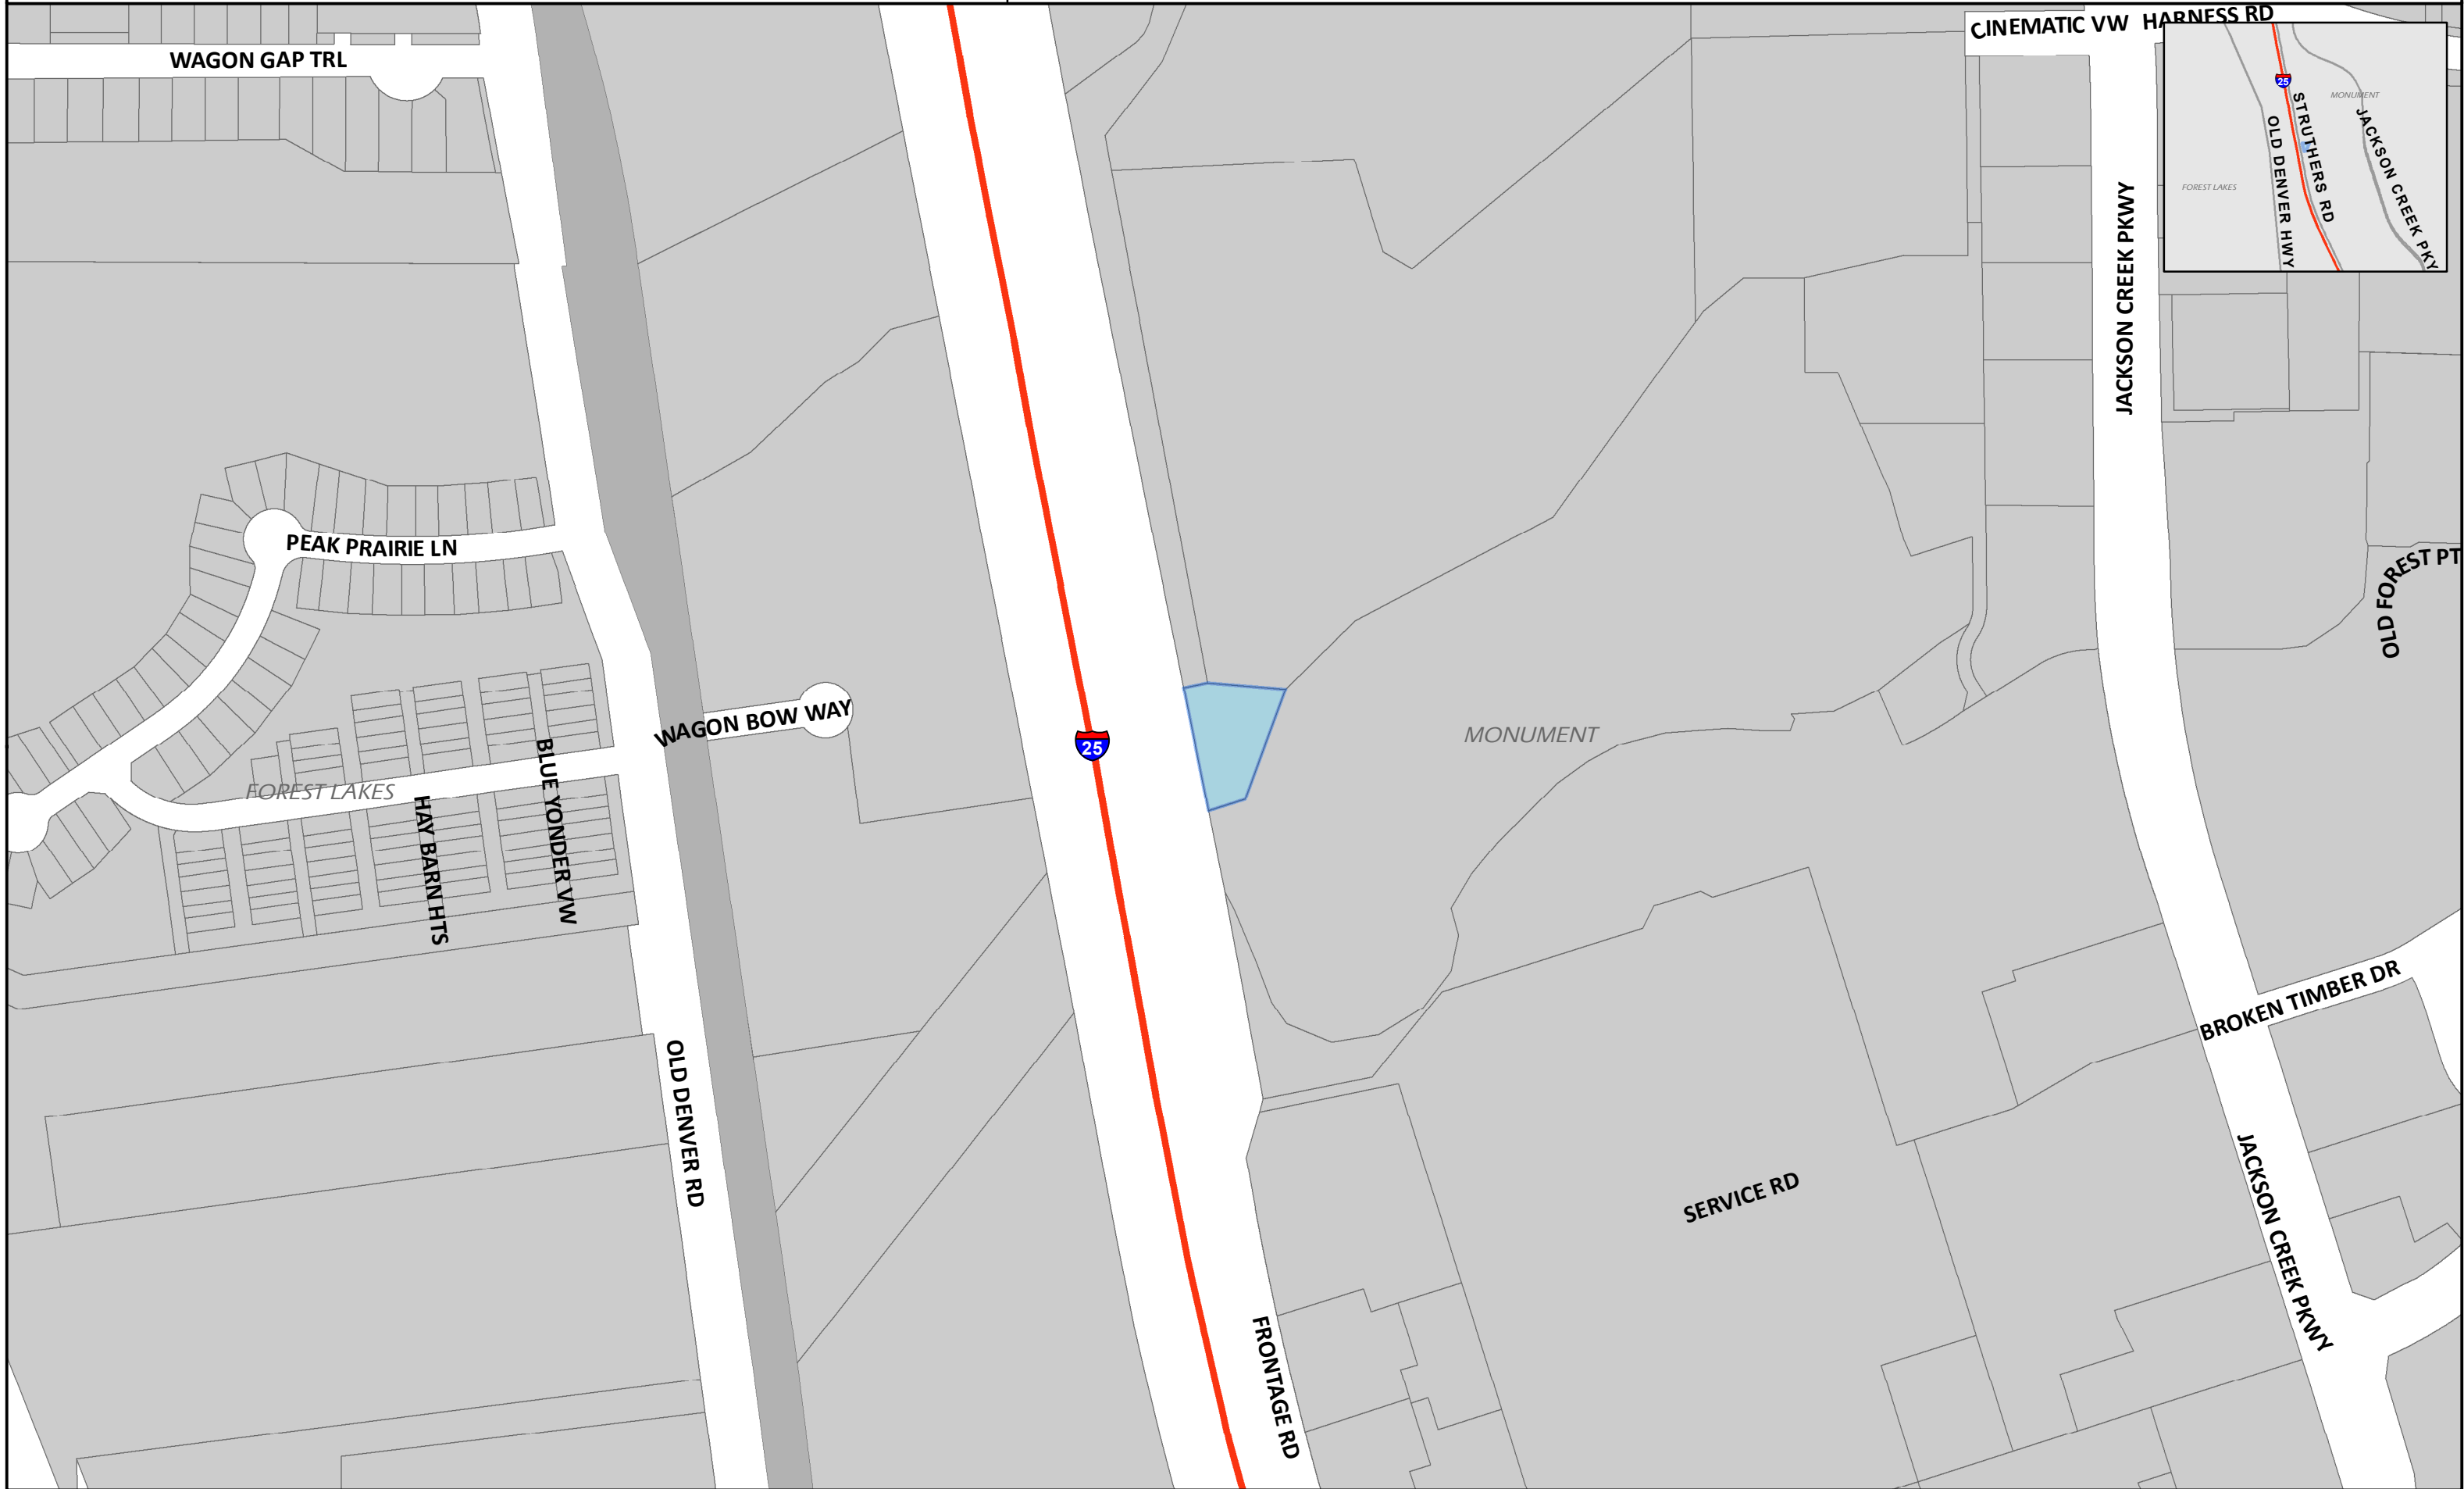 CINEMATIC VW
HARNESS RD
WAGON GAP TRL
25
MONUMENT
STRUTHERS RD
OLD DENVER HWY
JACKSON CREEK PKY
FOREST LAKES
JACKSON CREEK PKWY
PEAK PRAIRIE LN
OLD FOREST PT
WAGON BOW WAY
25
MONUMENT
FOREST LAKES
BLUE YONDER VW
HAY BARN HTS
BROKEN TIMBER DR
OLD DENVER RD
SERVICE RD
JACKSON CREEK PKWY
FRONTAGE RD